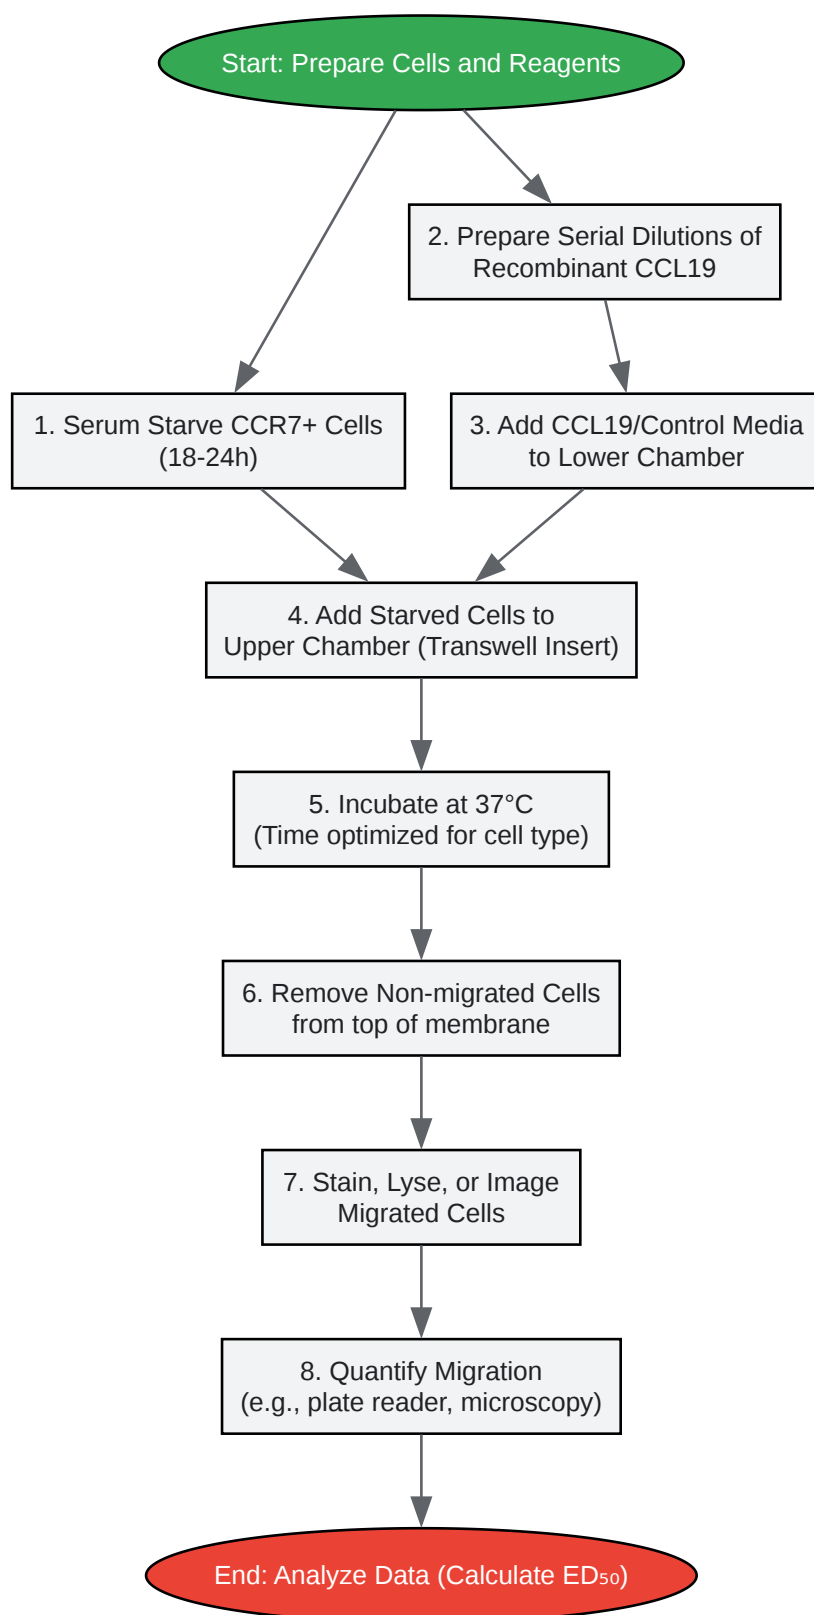 Start: Prepare Cells and Reagents
2. Prepare Serial Dilutions of
Recombinant CCL19
1. Serum Starve CCR7+ Cells
(18-24h)
3. Add CCL19/Control Media
to Lower Chamber
4. Add Starved Cells to
Upper Chamber (Transwell Insert)
5. Incubate at 37°C
(Time optimized for cell type)
6. Remove Non-migrated Cells
from top of membrane
7. Stain, Lyse, or Image
Migrated Cells
8. Quantify Migration
(e.g., plate reader, microscopy)
End: Analyze Data (Calculate ED₅₀)